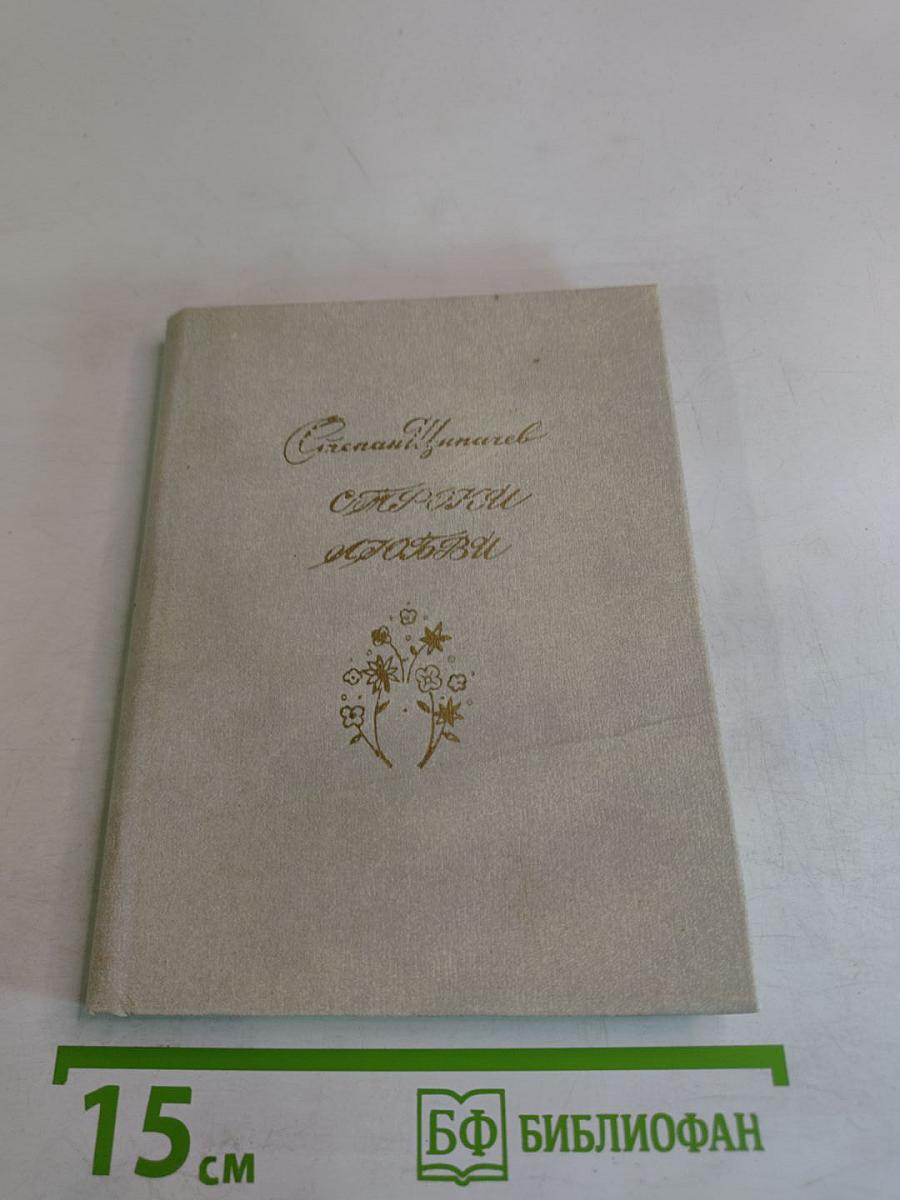 Степан Щипачев
СТРОКИ
ЛЮБВИ
15 см
БФ БИБЛИОФАН